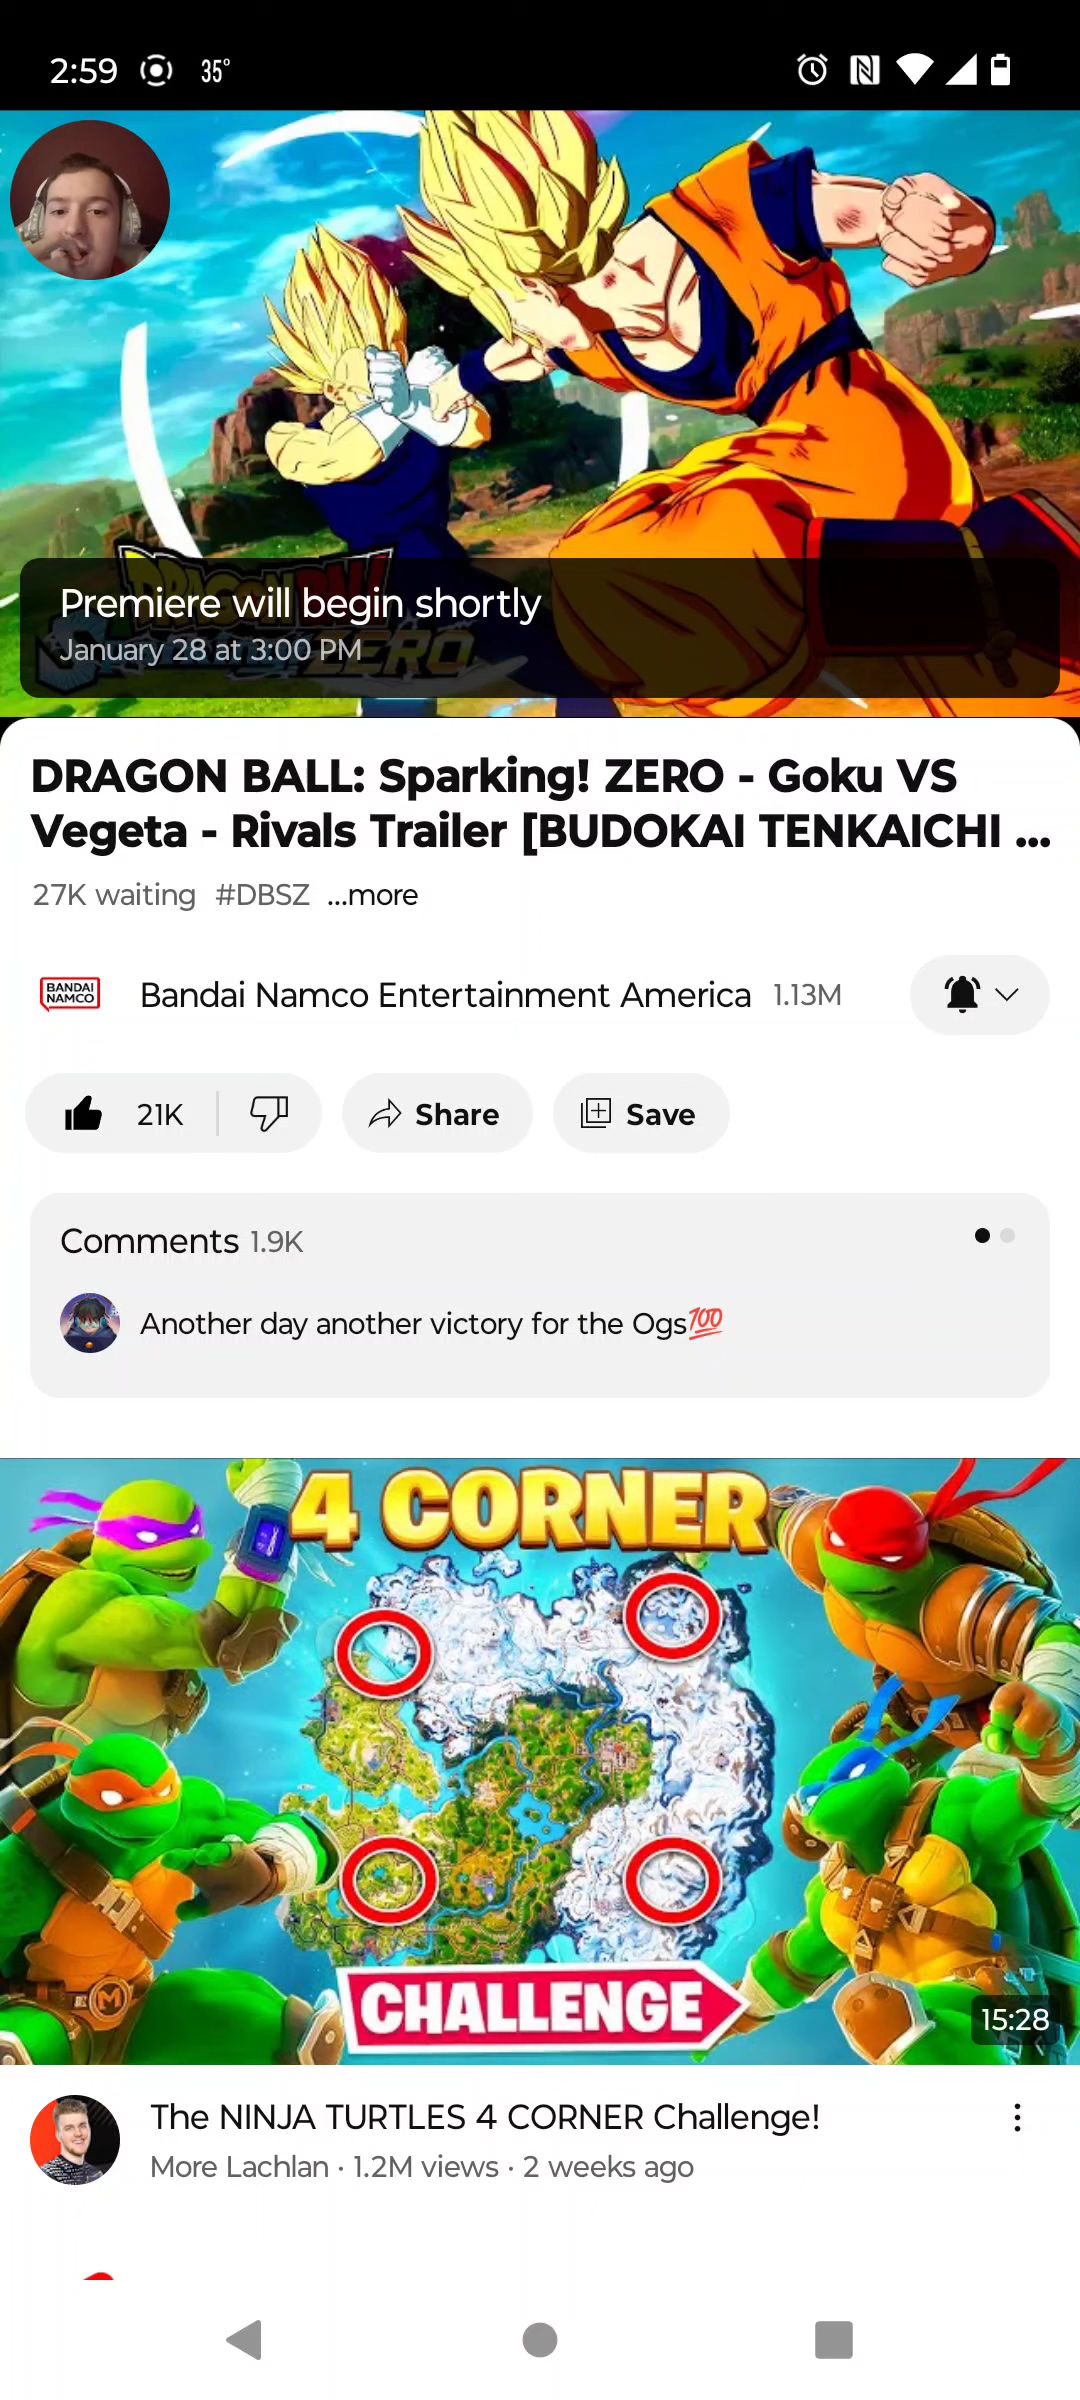 2:59 35°
DRAGON BALL
ZERO
Premiere will begin shortly
January 28 at 3:00 PM
DRAGON BALL: Sparking! ZERO - Goku VS
Vegeta - Rivals Trailer [BUDOKAI TENKAICHI ...
27K waiting #DBSZ ...more
BANDAI
NAMCO
Bandai Namco Entertainment America 1.13M
21K Share Save
Comments 1.9K
Another day another victory for the Ogs💯
4 CORNER
M
CHALLENGE
15:28
The NINJA TURTLES 4 CORNER Challenge!
More Lachlan · 1.2M views · 2 weeks ago